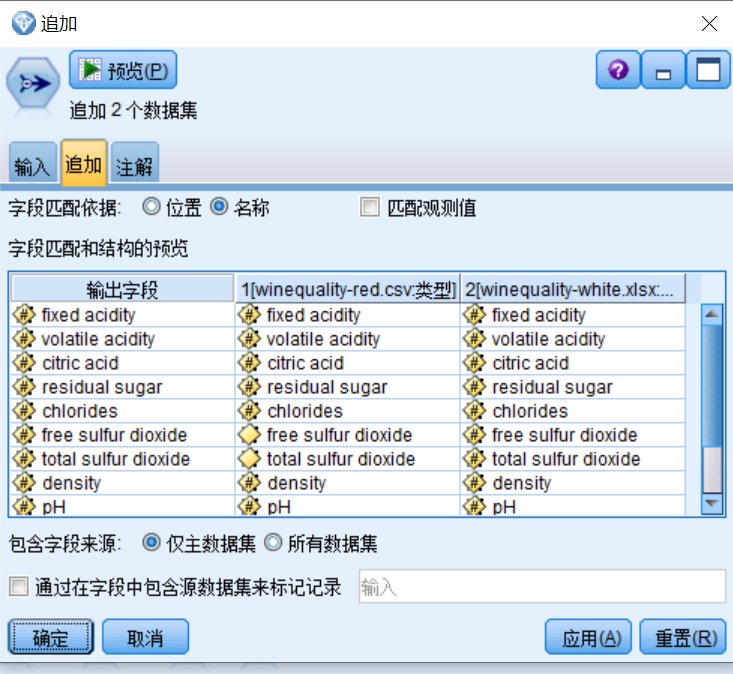 追加
预览(P)
追加 2 个数据集
输入 追加 注解
字段匹配依据: 位置 名称 匹配观测值
字段匹配和结构的预览
输出字段 1[winequality-red.csv:类型] 2[winequality-white.xlsx:...
fixed acidity fixed acidity fixed acidity
volatile acidity volatile acidity volatile acidity
citric acid citric acid citric acid
residual sugar residual sugar residual sugar
chlorides chlorides chlorides
free sulfur dioxide free sulfur dioxide free sulfur dioxide
total sulfur dioxide total sulfur dioxide total sulfur dioxide
density density density
pH pH pH
包含字段来源: 仅主数据集 所有数据集
通过在字段中包含源数据集来标记记录 输入
确定 取消 应用(A) 重置(R)